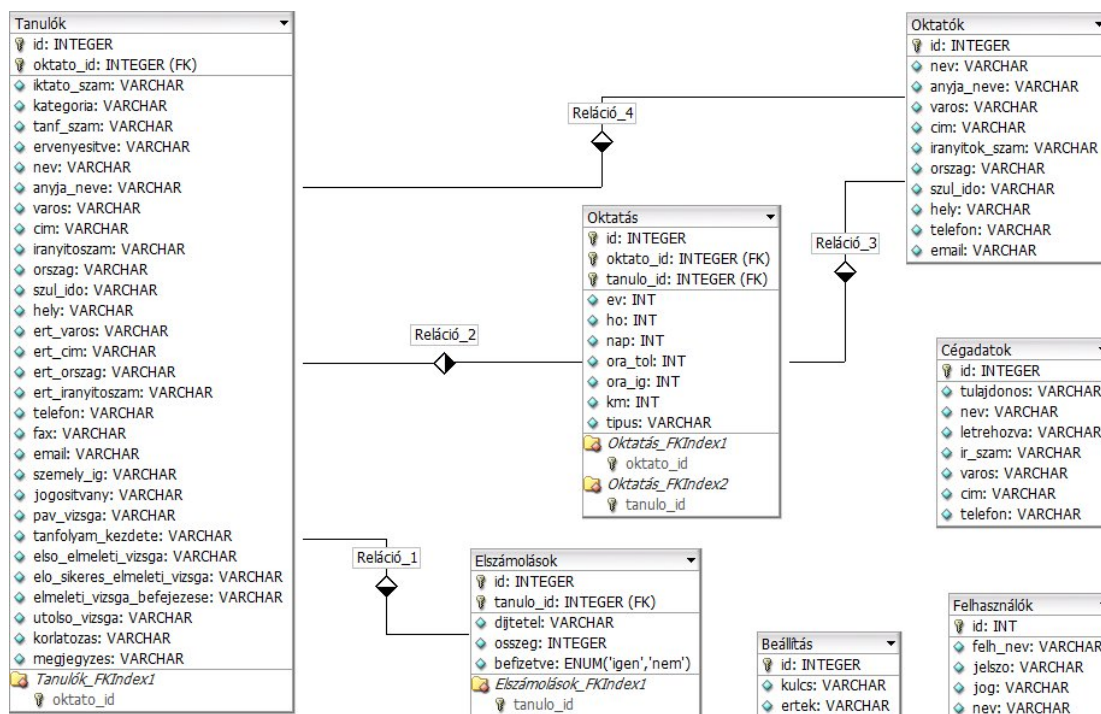 Tanulók
id: INTEGER
oktato_id: INTEGER (FK)
iktato_szam: VARCHAR
kategoria: VARCHAR
tanf_szam: VARCHAR
ervenyesitve: VARCHAR
nev: VARCHAR
anyja_neve: VARCHAR
varos: VARCHAR
cim: VARCHAR
iranyitoszam: VARCHAR
orszag: VARCHAR
szul_ido: VARCHAR
hely: VARCHAR
ert_varos: VARCHAR
ert_cim: VARCHAR
ert_orszag: VARCHAR
ert_iranyitoszam: VARCHAR
telefon: VARCHAR
fax: VARCHAR
email: VARCHAR
szemely_ig: VARCHAR
jogositvany: VARCHAR
pav_vizsga: VARCHAR
tanfolyam_kezdete: VARCHAR
elso_elmeleti_vizsga: VARCHAR
elo_sikeres_elmeleti_vizsga: VARCHAR
elmeleti_vizsga_befejezese: VARCHAR
utolso_vizsga: VARCHAR
korlatozas: VARCHAR
megjegyzes: VARCHAR
Tanulók_FKIndex1
oktato_id
Reláció_4
Reláció_2
Reláció_1
Reláció_3
Oktatás
id: INTEGER
oktato_id: INTEGER (FK)
tanulo_id: INTEGER (FK)
ev: INT
ho: INT
nap: INT
ora_tol: INT
ora_ig: INT
km: INT
tipus: VARCHAR
Oktatás_FKIndex1
oktato_id
Oktatás_FKIndex2
tanulo_id
Elszámolások
id: INTEGER
tanulo_id: INTEGER (FK)
dijtetel: VARCHAR
osszeg: INTEGER
befizetve: ENUM('igen','nem')
Elszámolások_FKIndex1
tanulo_id
Oktatók
id: INTEGER
nev: VARCHAR
anyja_neve: VARCHAR
varos: VARCHAR
cim: VARCHAR
iranyitok_szam: VARCHAR
orszag: VARCHAR
szul_ido: VARCHAR
hely: VARCHAR
telefon: VARCHAR
email: VARCHAR
Cégadatok
id: INTEGER
tulajdonos: VARCHAR
nev: VARCHAR
letrehozva: VARCHAR
ir_szam: VARCHAR
varos: VARCHAR
cim: VARCHAR
telefon: VARCHAR
Beállítás
id: INTEGER
kulcs: VARCHAR
ertek: VARCHAR
Felhasználók
id: INT
felh_nev: VARCHAR
jelszo: VARCHAR
jog: VARCHAR
nev: VARCHAR